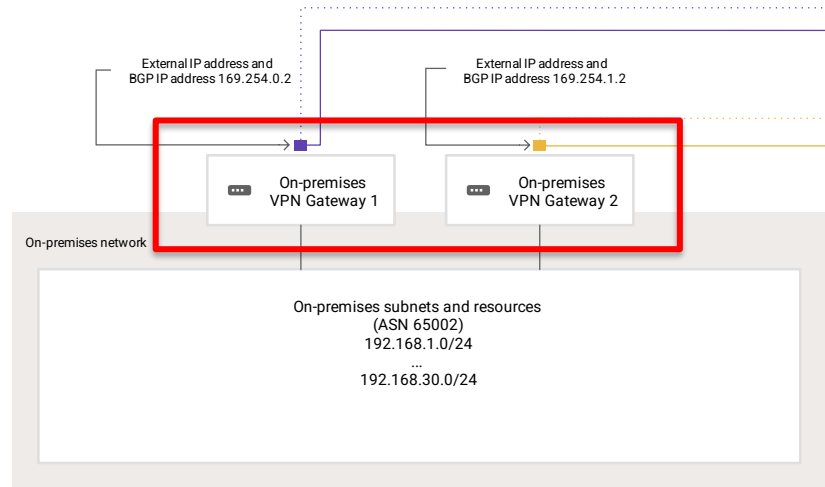 External IP address and
BGP IP address 169.254.0.2
External IP address and
BGP IP address 169.254.1.2
On-premises
VPN Gateway 1
On-premises
VPN Gateway 2
On-premises network
On-premises subnets and resources
(ASN 65002)
192.168.1.0/24
...
192.168.30.0/24